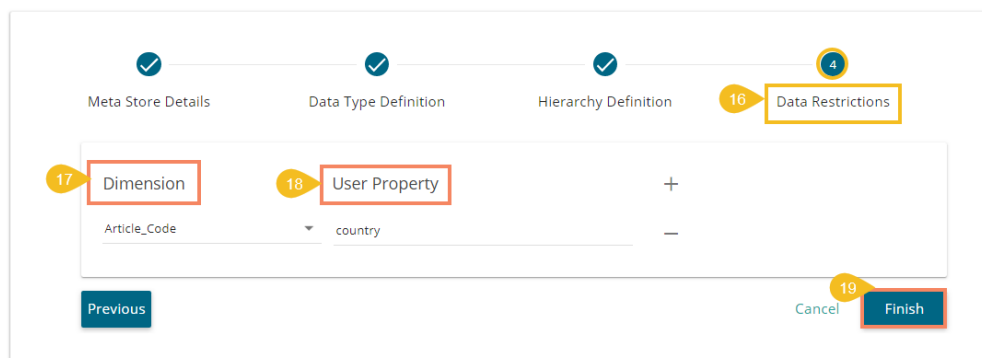 4
Meta Store Details
Data Type Definition
Hierarchy Definition
16
Data Restrictions
17
Dimension
18
User Property
+
Article_Code
country
—
19
Previous
Cancel
Finish